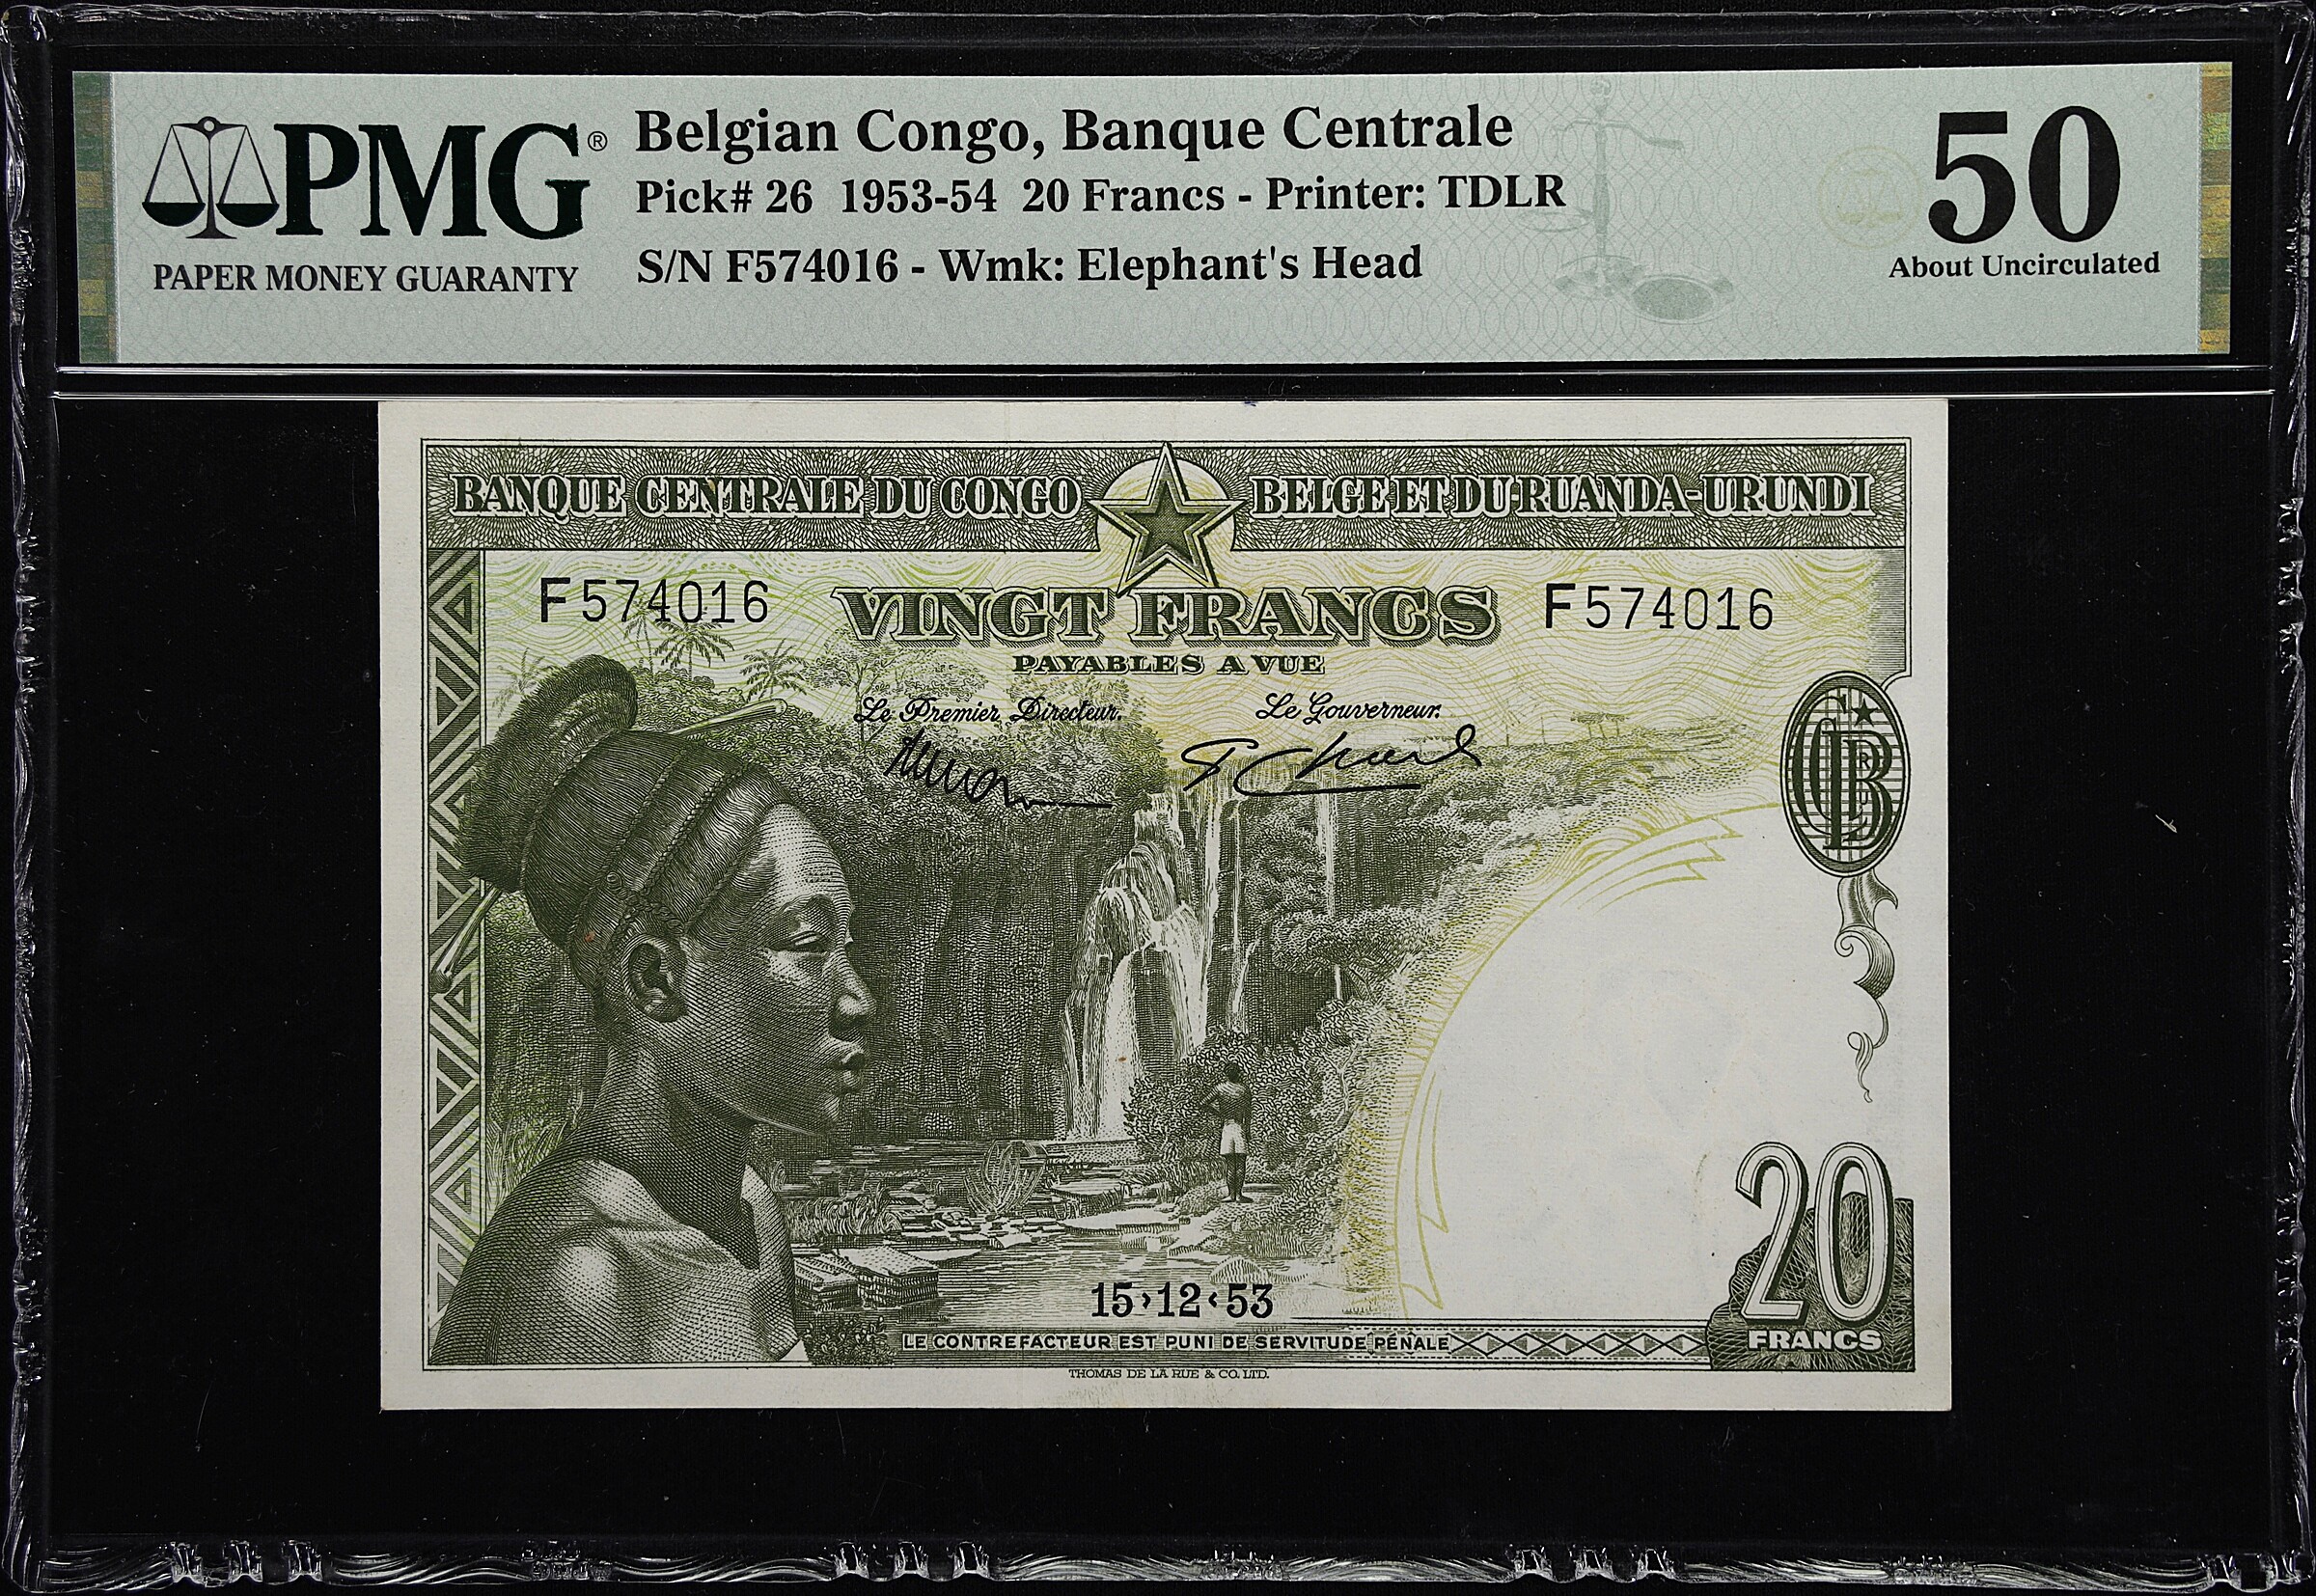 PMG®
PAPER MONEY GUARANTY
Belgian Congo, Banque Centrale
Pick# 26 1953-54 20 Francs - Printer: TDLR
S/N F574016 - Wmk: Elephant's Head
50
About Uncirculated
BANQUE CENTRALE DU CONGO BELGE ET DU RUANDA-URUNDI
F574016 VINGT FRANCS F574016
PAYABLES A VUE
Le Premier Directeur. Le Gouverneur.
20
FRANCS
15›12‹53
LE CONTREFACTEUR EST PUNI DE SERVITUDE PÉNALE
THOMAS DE LA RUE & CO. LTD.